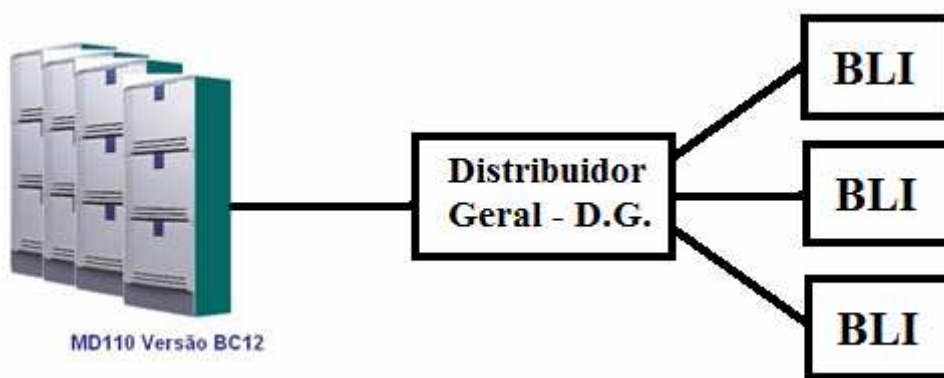 BLI
Distribuidor
Geral - D.G.
BLI
BLI
MD110 Versão BC12